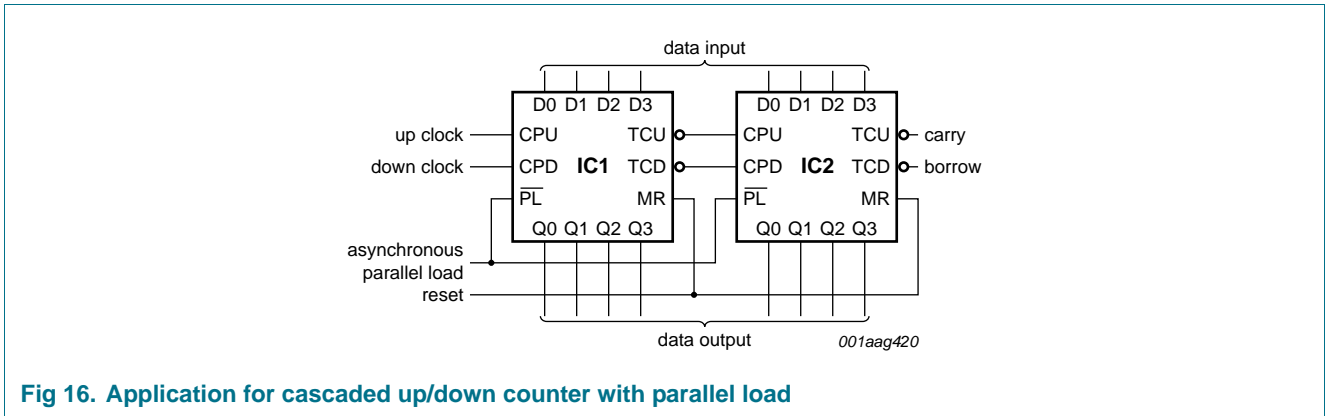 data input
D0 D1 D2 D3 D0 D1 D2 D3
up clock CPU TCU CPU TCU carry
down clock CPD IC1 TCD CPD IC2 TCD borrow
PL MR PL MR
Q0 Q1 Q2 Q3 Q0 Q1 Q2 Q3
asynchronous
parallel load
reset
data output 001aag420
Fig 16. Application for cascaded up/down counter with parallel load